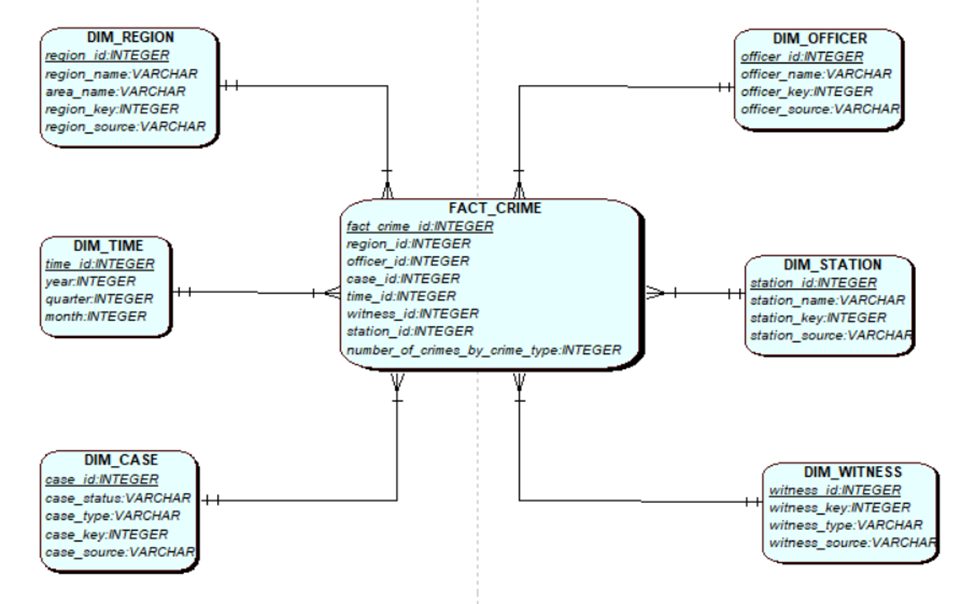 DIM_REGION
region_id:INTEGER
region_name:VARCHAR
area_name:VARCHAR
region_key:INTEGER
region_source:VARCHAR
DIM_OFFICER
officer_id:INTEGER
officer_name:VARCHAR
officer_key:INTEGER
officer_source:VARCHAR
FACT_CRIME
fact_crime_id:INTEGER
region_id:INTEGER
officer_id:INTEGER
case_id:INTEGER
time_id:INTEGER
witness_id:INTEGER
station_id:INTEGER
number_of_crimes_by_crime_type:INTEGER
DIM_TIME
time_id:INTEGER
year:INTEGER
quarter:INTEGER
month:INTEGER
DIM_STATION
station_id:INTEGER
station_name:VARCHAR
station_key:INTEGER
station_source:VARCHAR
DIM_CASE
case_id:INTEGER
case_status:VARCHAR
case_type:VARCHAR
case_key:INTEGER
case_source:VARCHAR
DIM_WITNESS
witness_id:INTEGER
witness_key:INTEGER
witness_type:VARCHAR
witness_source:VARCHAR